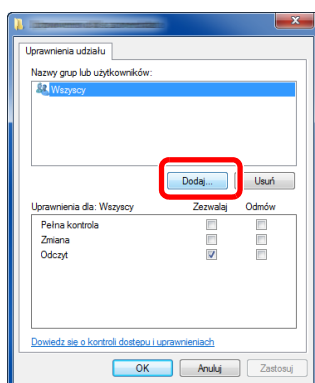 Uprawnienia udziału
Nazwy grup lub użytkowników:
Wszyscy
Dodaj... Usuń
Uprawnienia dla: Wszyscy Zezwalaj Odmów
Pełna kontrola
Zmiana
Odczyt
Dowiedz się o kontroli dostępu i uprawnieniach
OK Anuluj Zastosuj